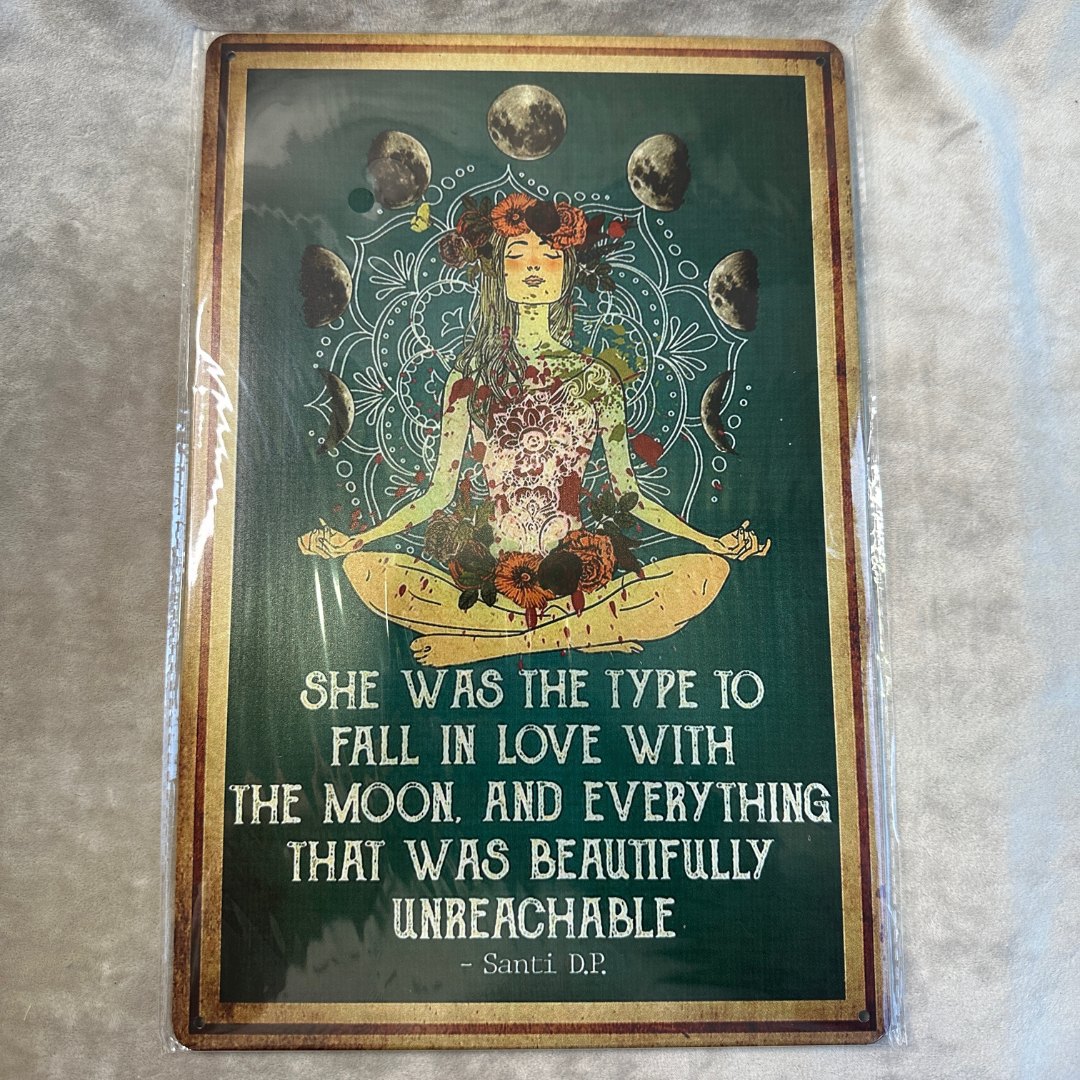 SHE WAS THE TYPE TO
FALL IN LOVE WITH
THE MOON, AND EVERYTHING
THAT WAS BEAUTIFULLY
UNREACHABLE
- Santi D.P.